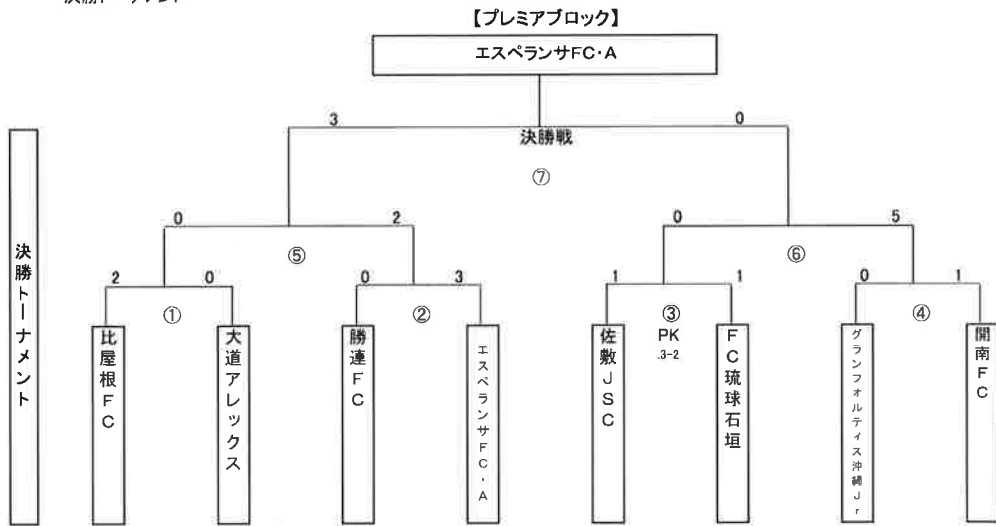 【プレミアブロック】
エスペランサFC・A
3 0
決勝戦
⑦
0 2 0 5
⑤ ⑥
2 0 0 3 1 1 0 1
① ② ③ ④
PK
.3-2
決勝トーナメント
比屋根FC
大道アレックス
勝連FC
エスペランサFC・A
佐敷JSC
FC琉球石垣
グランフォルティス沖縄Jr
開南FC